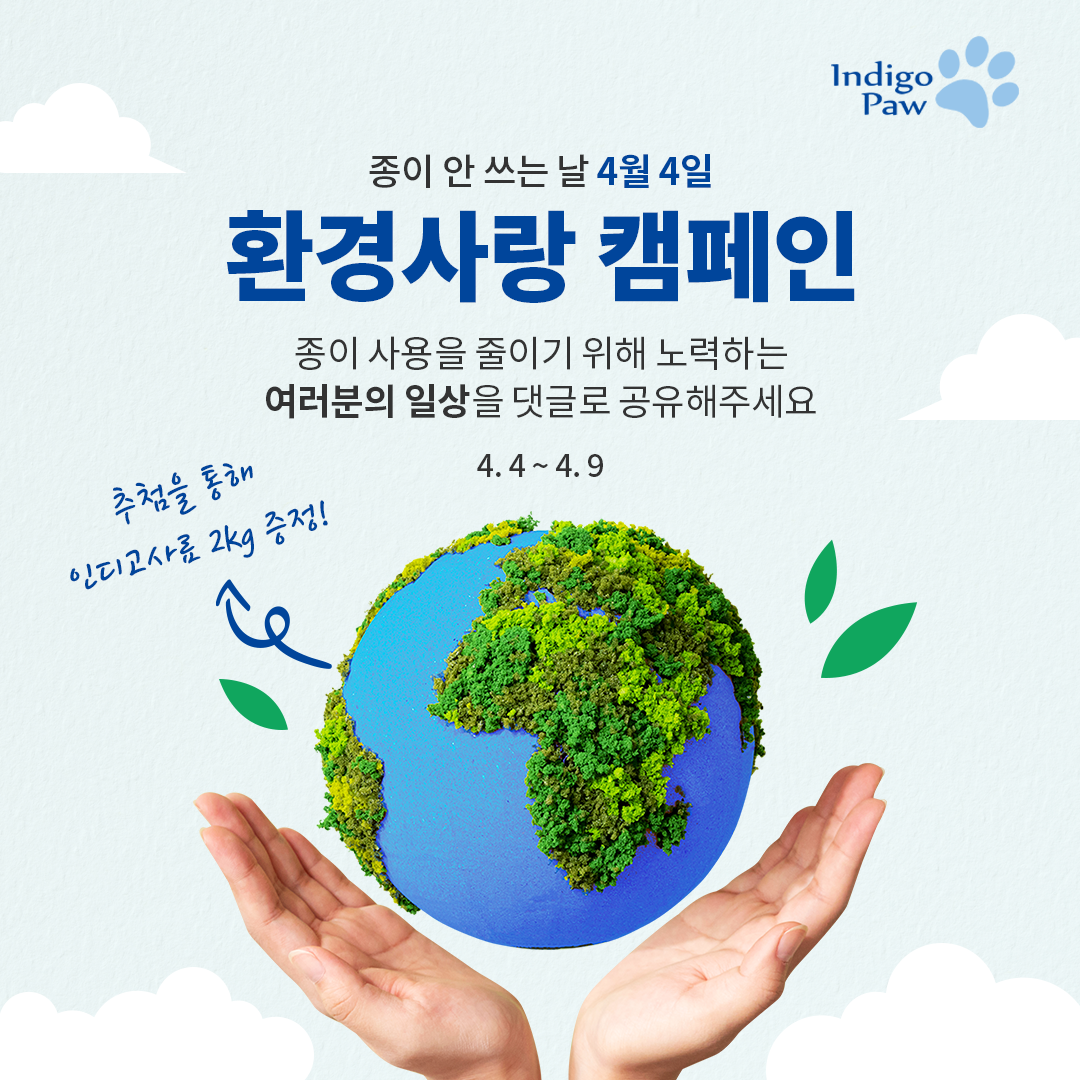 Indigo
Paw
종이 안 쓰는 날 4월 4일
환경사랑 캠페인
종이 사용을 줄이기 위해 노력하는
여러분의 일상을 댓글로 공유해주세요
4. 4 ~ 4. 9
추첨을 통해
인디고사료 2kg 증정!